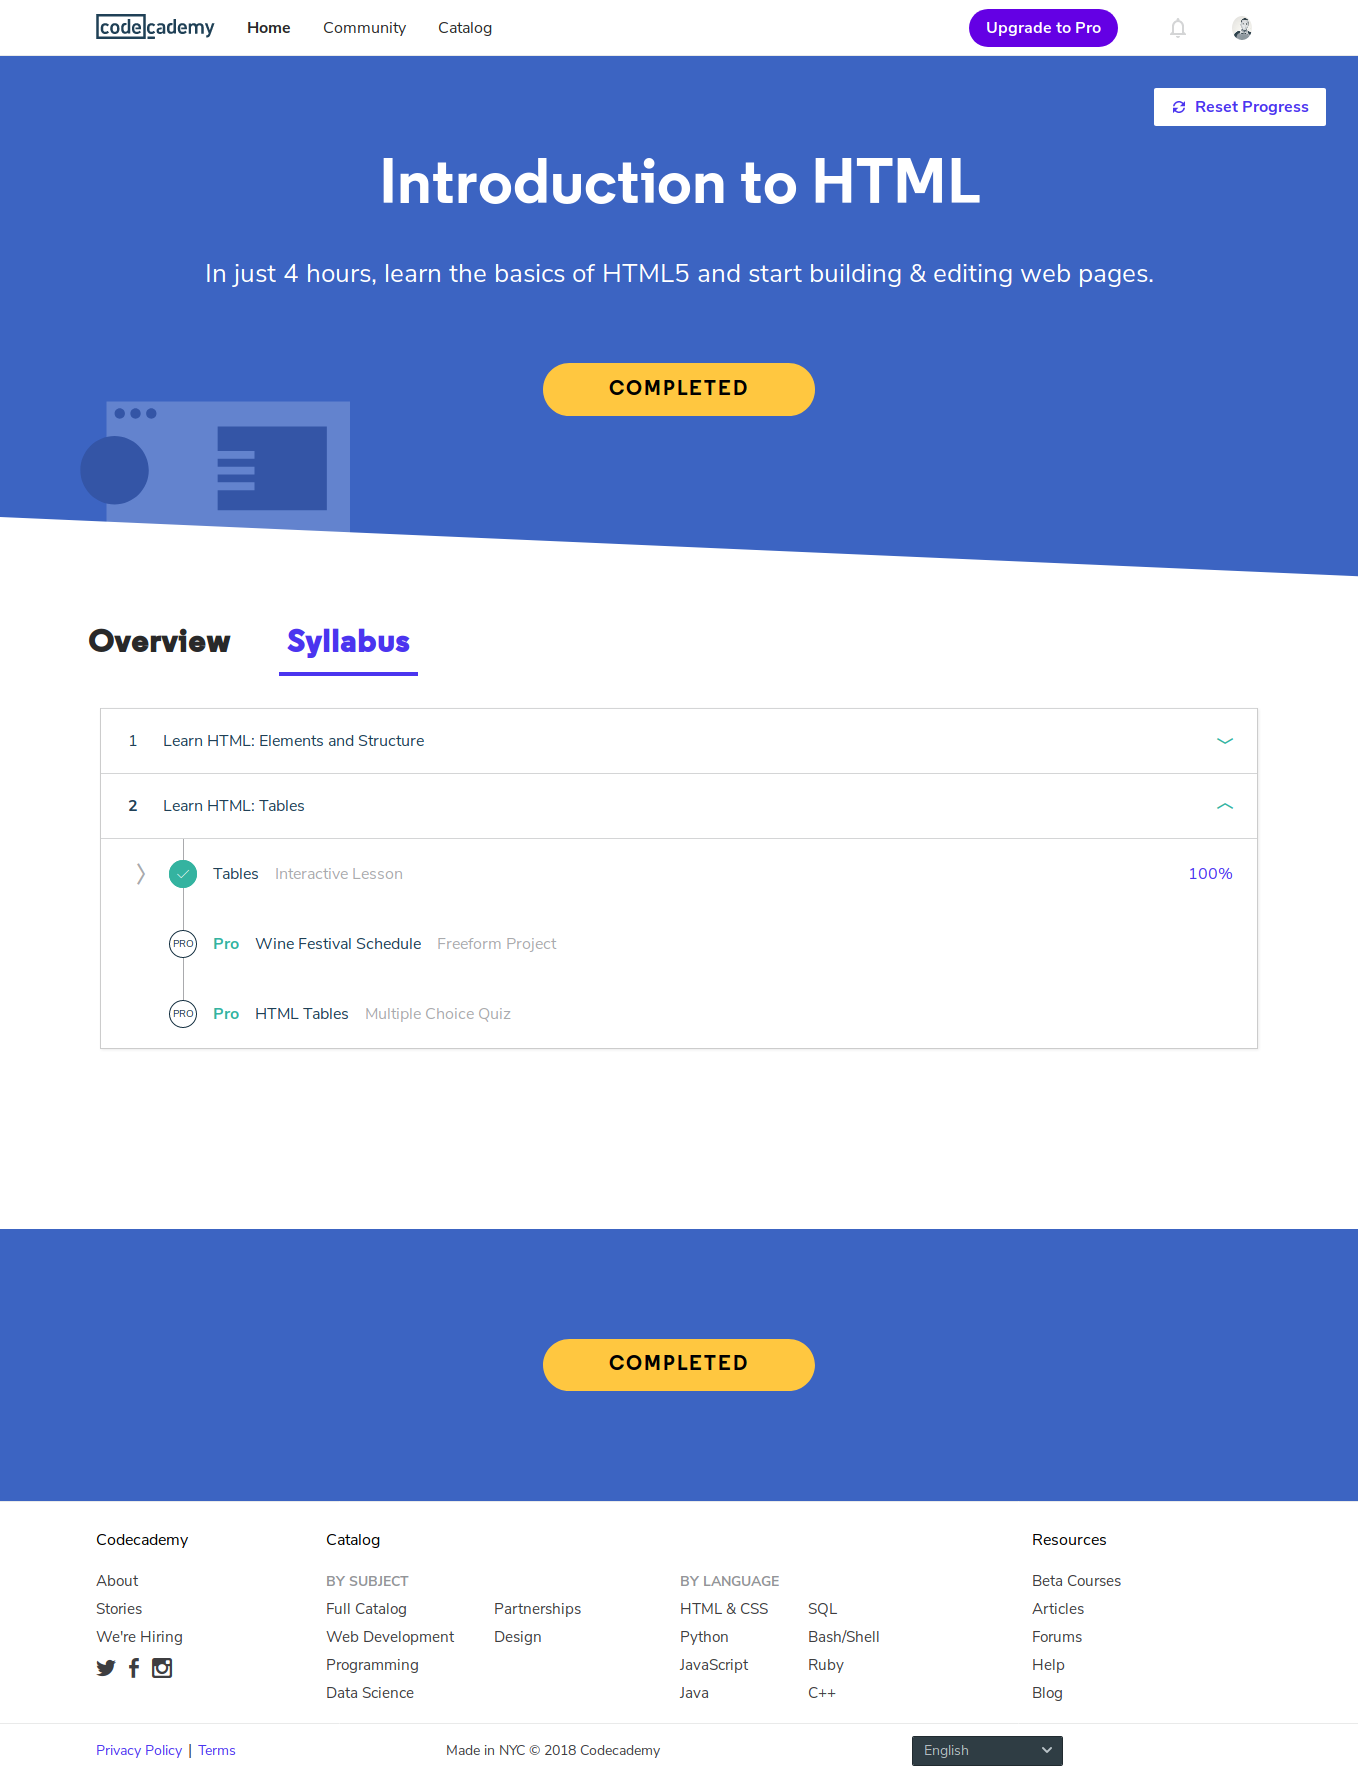 codecademy Home Community Catalog Upgrade to Pro
Reset Progress
Introduction to HTML
In just 4 hours, learn the basics of HTML5 and start building & editing web pages.
COMPLETED
Overview Syllabus
1 Learn HTML: Elements and Structure
2 Learn HTML: Tables
Tables Interactive Lesson 100%
PRO Pro Wine Festival Schedule Freeform Project
PRO Pro HTML Tables Multiple Choice Quiz
COMPLETED
Codecademy Catalog Resources
About BY SUBJECT BY LANGUAGE Beta Courses
Stories Full Catalog Partnerships HTML & CSS SQL Articles
We're Hiring Web Development Design Python Bash/Shell Forums
Programming JavaScript Ruby Help
Data Science Java C++ Blog
Privacy Policy | Terms Made in NYC © 2018 Codecademy English